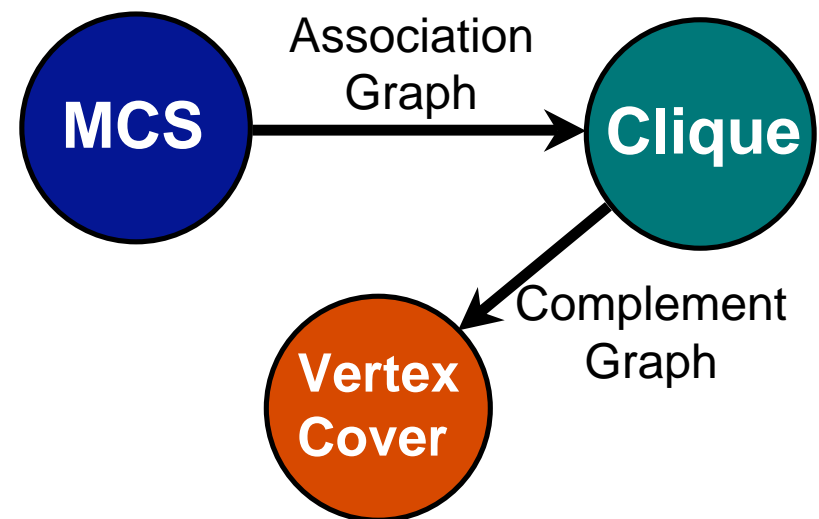 MCS
Association
Graph
Clique
Complement
Graph
Vertex
Cover